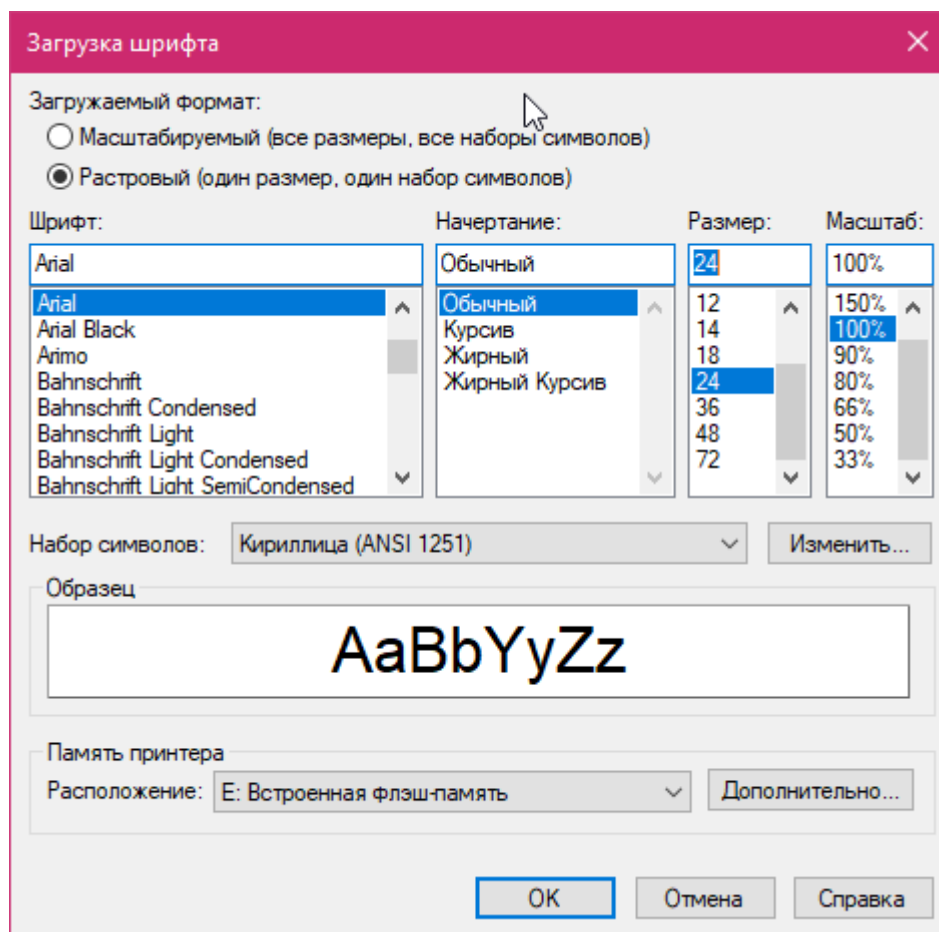 Загрузка шрифта
Загружаемый формат:
Масштабируемый (все размеры, все наборы символов)
Растровый (один размер, один набор символов)
Шрифт: Начертание: Размер: Масштаб:
Arial Обычный 24 100%
Arial Обычный 12 150%
Arial Black Курсив 14 100%
Arimo Жирный 18 90%
Bahnschrift Жирный Курсив 24 80%
Bahnschrift Condensed 36 66%
Bahnschrift Light 48 50%
Bahnschrift Light Condensed 72 33%
Bahnschrift Light SemiCondensed
Набор символов: Кириллица (ANSI 1251) Изменить...
Образец
AaBbYyZz
Память принтера
Расположение: E: Встроенная флэш-память Дополнительно...
OK Отмена Справка